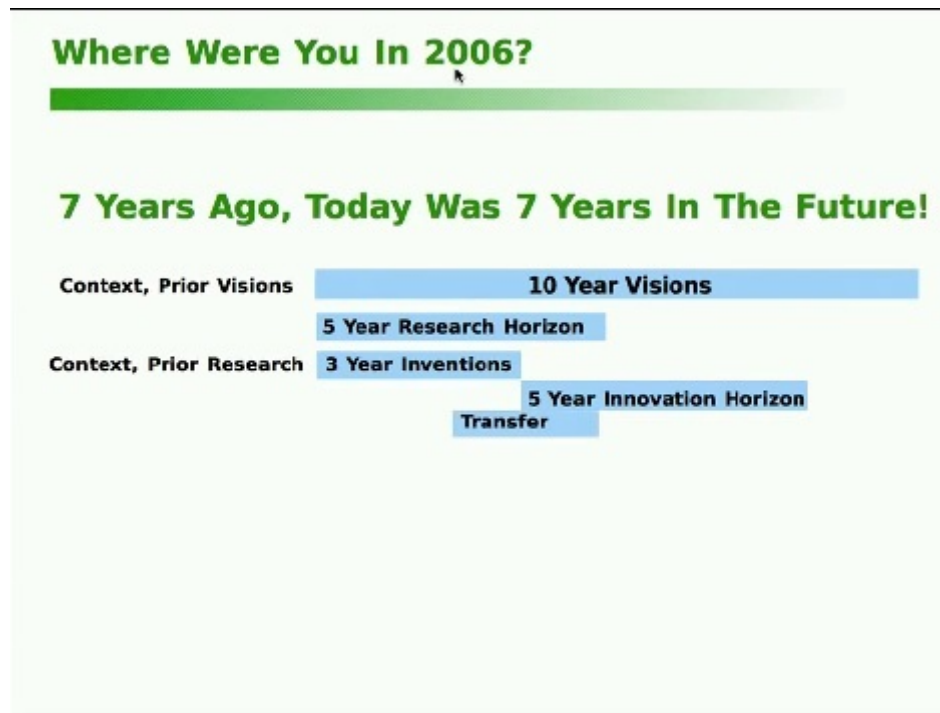 Where Were You In 2006?
7 Years Ago, Today Was 7 Years In The Future!
Context, Prior Visions 10 Year Visions
5 Year Research Horizon
Context, Prior Research 3 Year Inventions
5 Year Innovation Horizon
Transfer